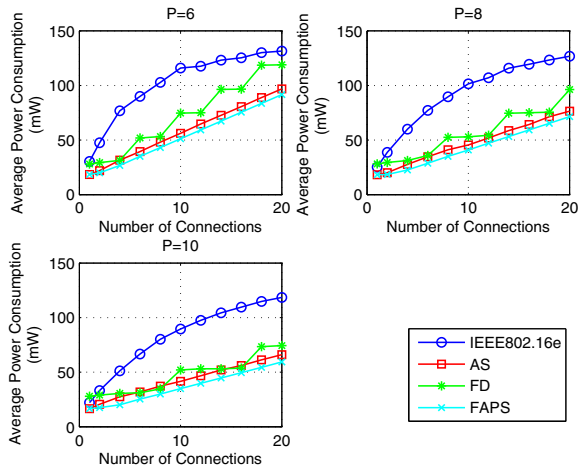 P=6
150
100
50
0
0
10
20
Average Power Consumption
(mW)
Number of Connections
P=8
150
100
50
0
0
10
20
Average Power Consumption
(mW)
Number of Connections
P=10
150
100
50
0
0
10
20
Average Power Consumption
(mW)
Number of Connections
IEEE802.16e
AS
FD
FAPS